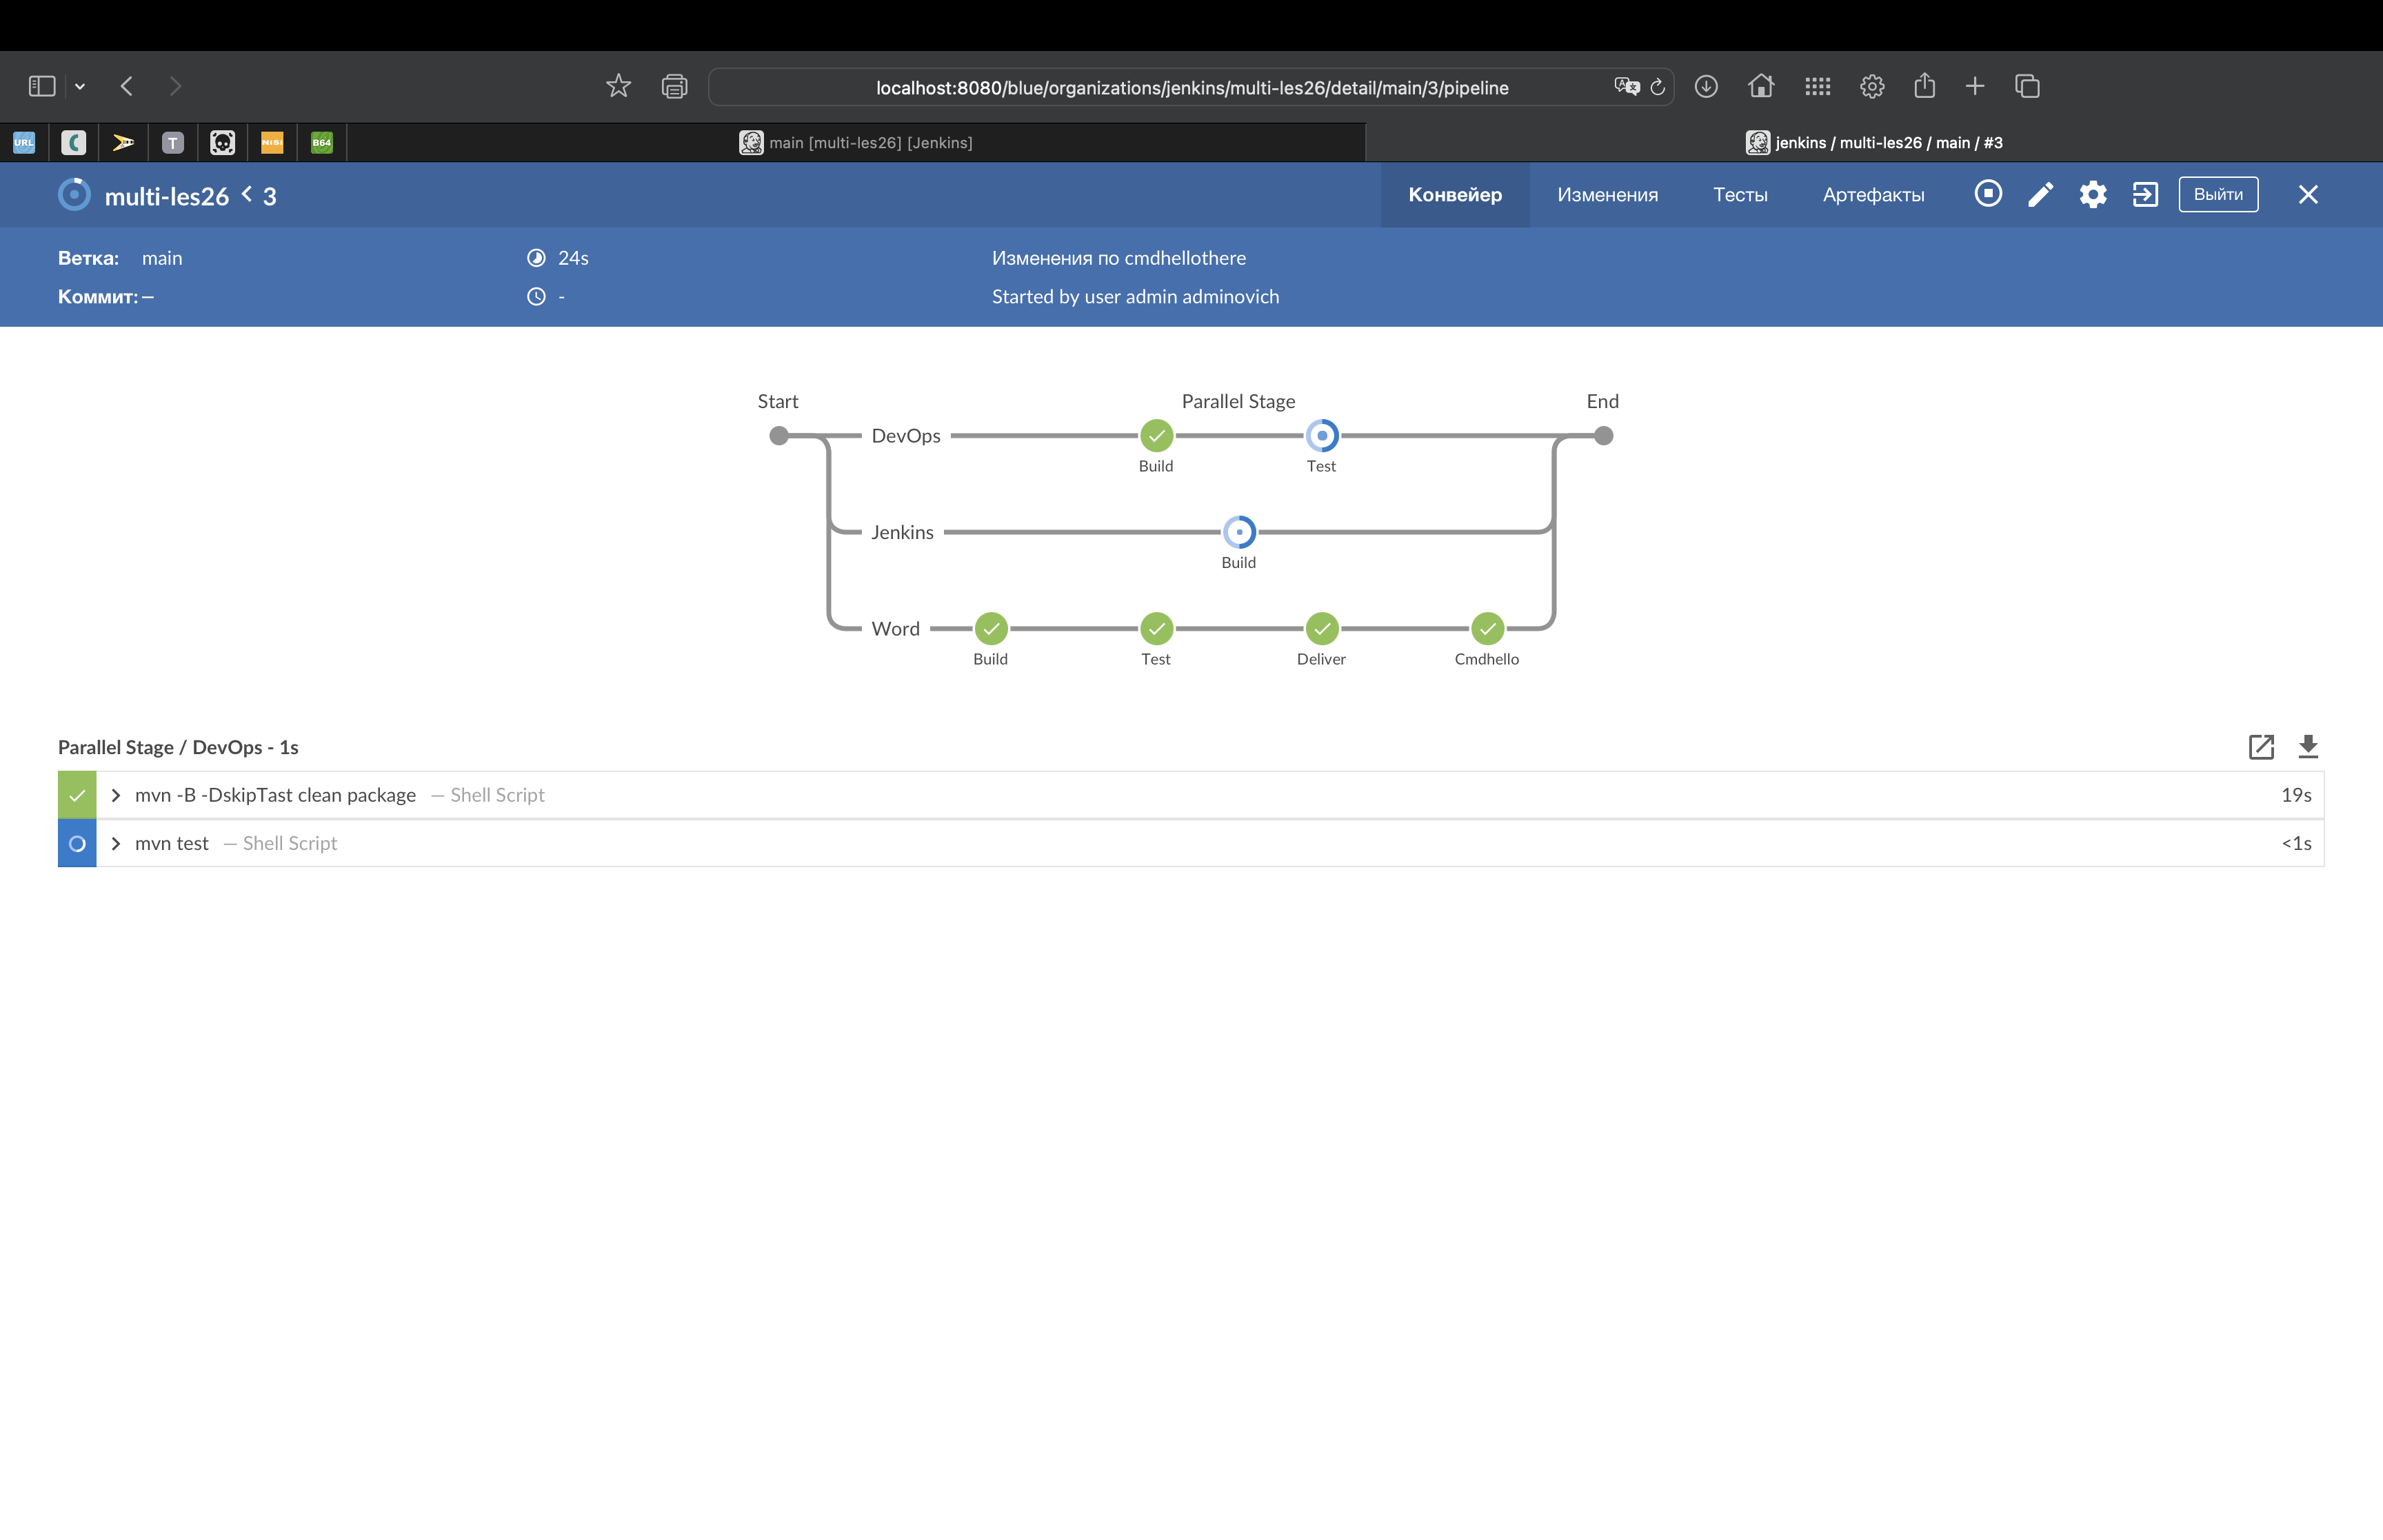 localhost:8080/blue/organizations/jenkins/multi-les26/detail/main/3/pipeline
URL
T
NISI
B64
main [multi-les26] [Jenkins]
jenkins / multi-les26 / main / #3
multi-les26 < 3
Конвейер
Изменения
Тесты
Артефакты
Выйти
Ветка: main
24s
Изменения по cmdhellothere
Коммит: —
-
Started by user admin adminovich
Start
Parallel Stage
End
DevOps
Build
Test
Jenkins
Build
Word
Build
Test
Deliver
Cmdhello
Parallel Stage / DevOps - 1s
mvn -B -DskipTast clean package — Shell Script
19s
mvn test — Shell Script
<1s